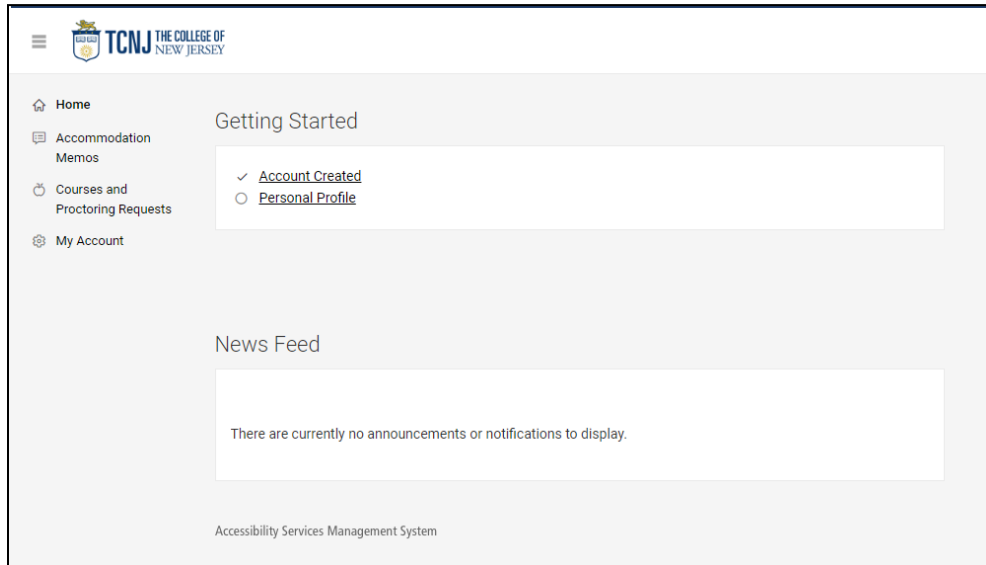 TCNJ THE COLLEGE OF
NEW JERSEY
Home
Accommodation
Memos
Courses and
Proctoring Requests
My Account
Getting Started
Account Created
Personal Profile
News Feed
There are currently no announcements or notifications to display.
Accessibility Services Management System